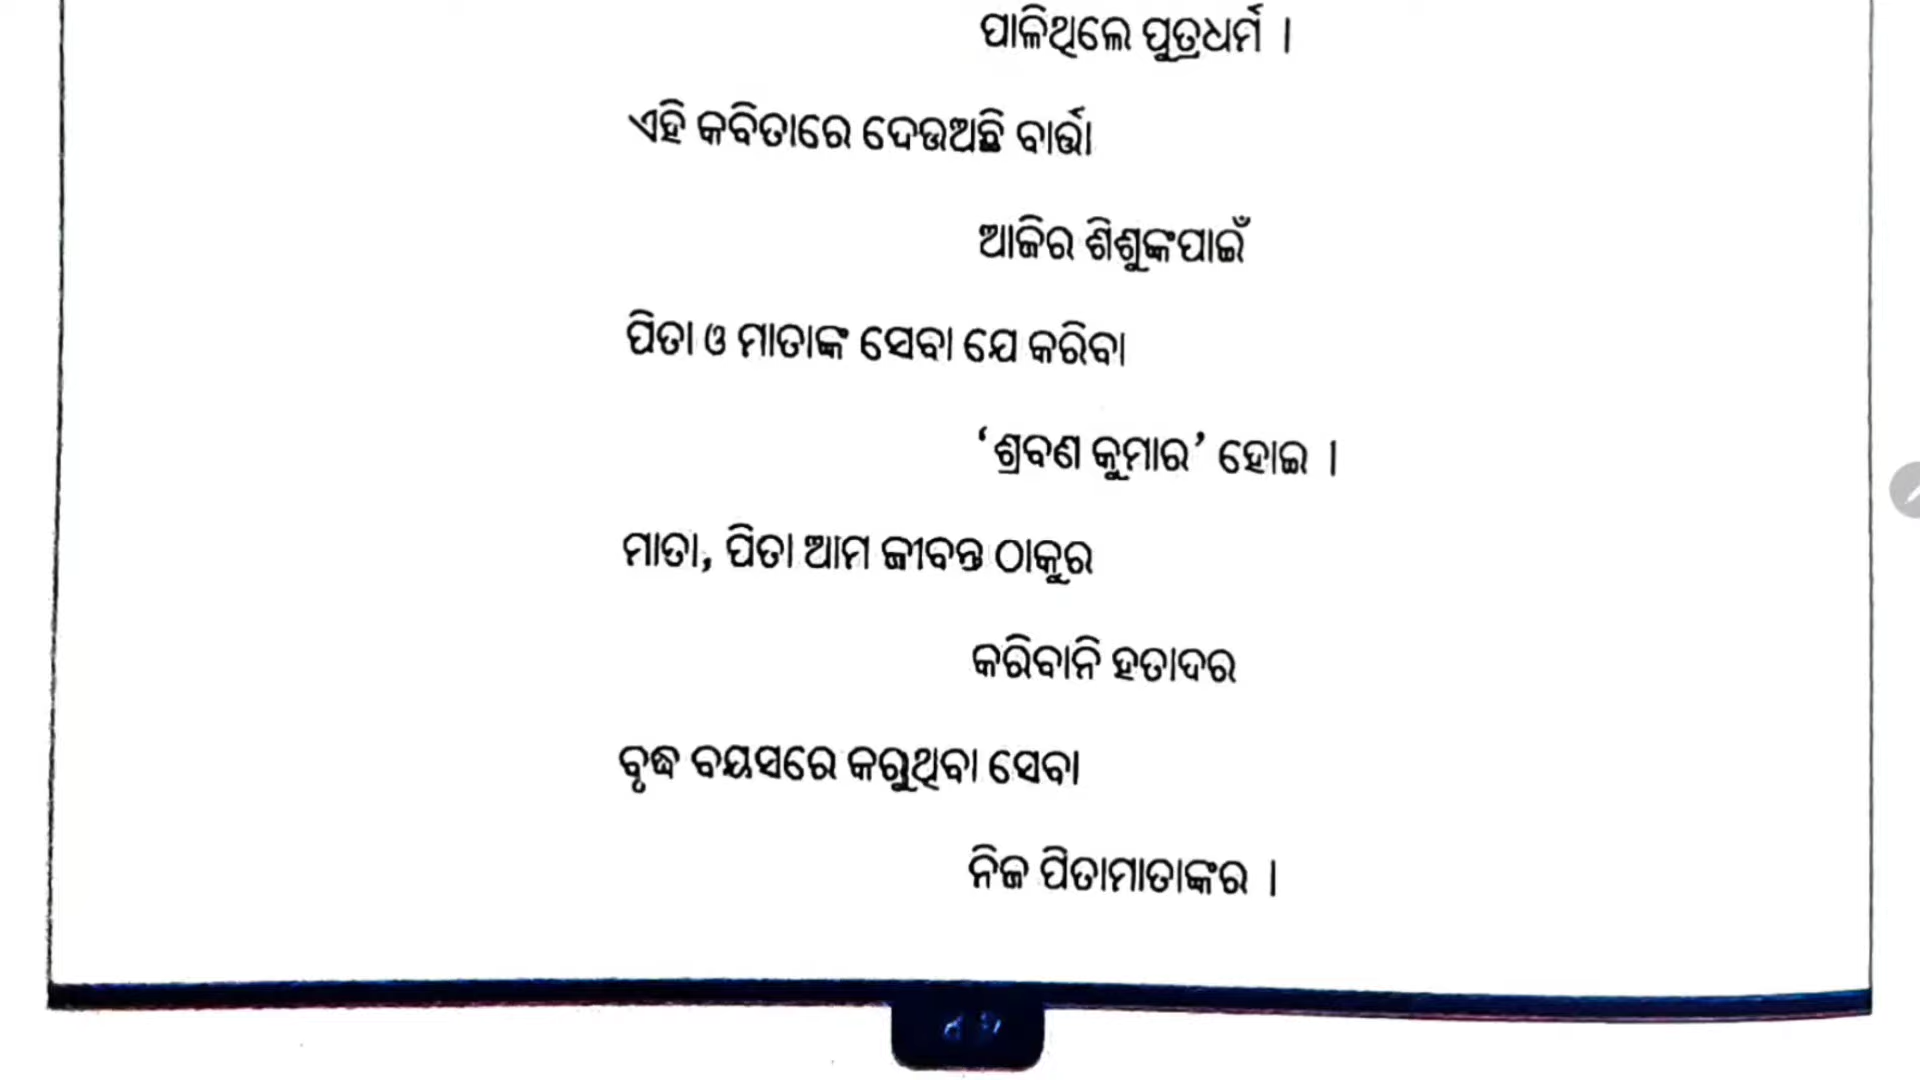 ପାଳିଥିଲେ ପୁତ୍ରଧର୍ମ ।
ଏହି କବିତାରେ ଦେଉଅଛି ବାର୍ତ୍ତା
ଆଜିର ଶିଶୁଙ୍କପାଇଁ
ପିତା ଓ ମାତାଙ୍କ ସେବା ଯେ କରିବା
‘ଶ୍ରବଣ କୁମାର’ ହୋଇ ।
ମାତା, ପିତା ଆମ ଜୀବନ୍ତ ଠାକୁର
କରିବାନି ହତାଦର
ବୃଦ୍ଧ ବୟସରେ କରୁଥିବା ସେବା
ନିଜ ପିତାମାତାଙ୍କର ।